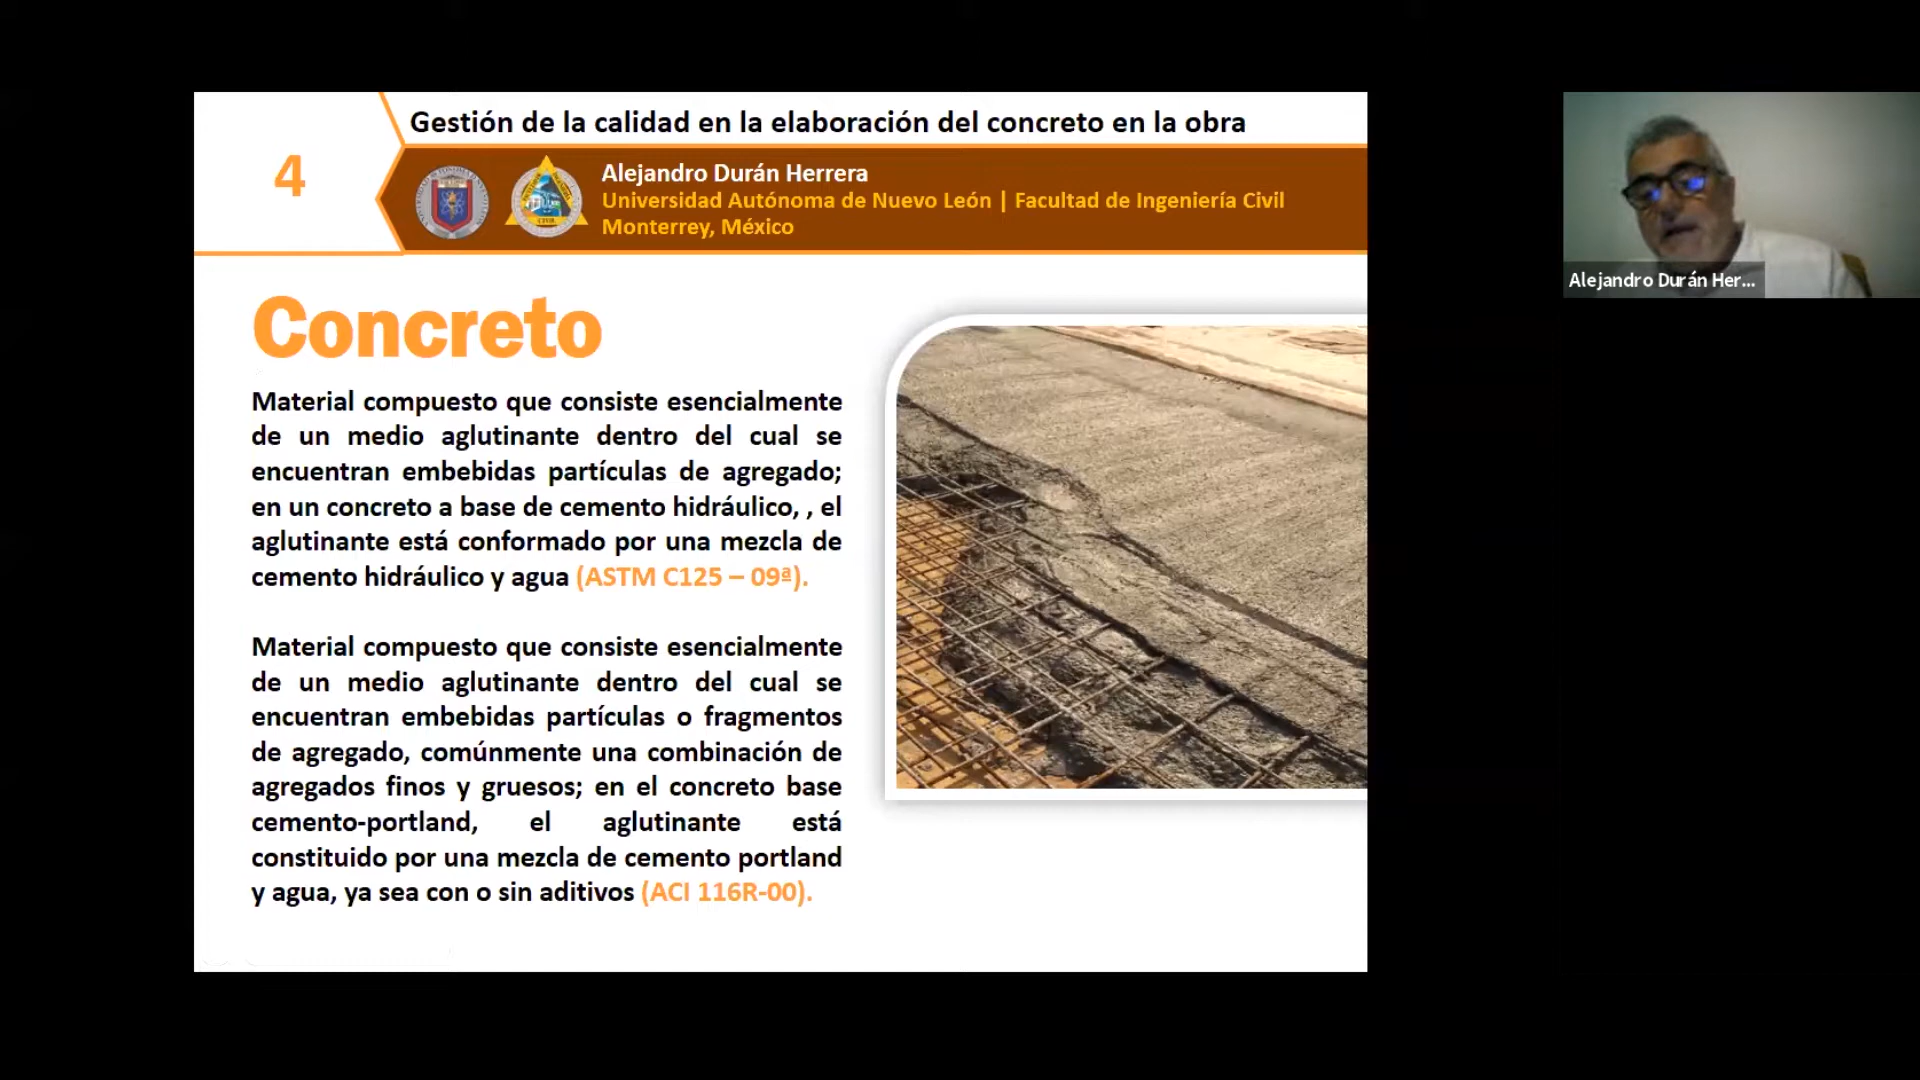 Gestión de la calidad en la elaboración del concreto en la obra
4
Alejandro Durán Herrera
Universidad Autónoma de Nuevo León | Facultad de Ingeniería Civil
Monterrey, México
Alejandro Durán Her...
Concreto
Material compuesto que consiste esencialmente
de un medio aglutinante dentro del cual se
encuentran embebidas partículas de agregado;
en un concreto a base de cemento hidráulico, , el
aglutinante está conformado por una mezcla de
cemento hidráulico y agua (ASTM C125 – 09ª).
Material compuesto que consiste esencialmente
de un medio aglutinante dentro del cual se
encuentran embebidas partículas o fragmentos
de agregado, comúnmente una combinación de
agregados finos y gruesos; en el concreto base
cemento-portland, el aglutinante está
constituido por una mezcla de cemento portland
y agua, ya sea con o sin aditivos (ACI 116R-00).